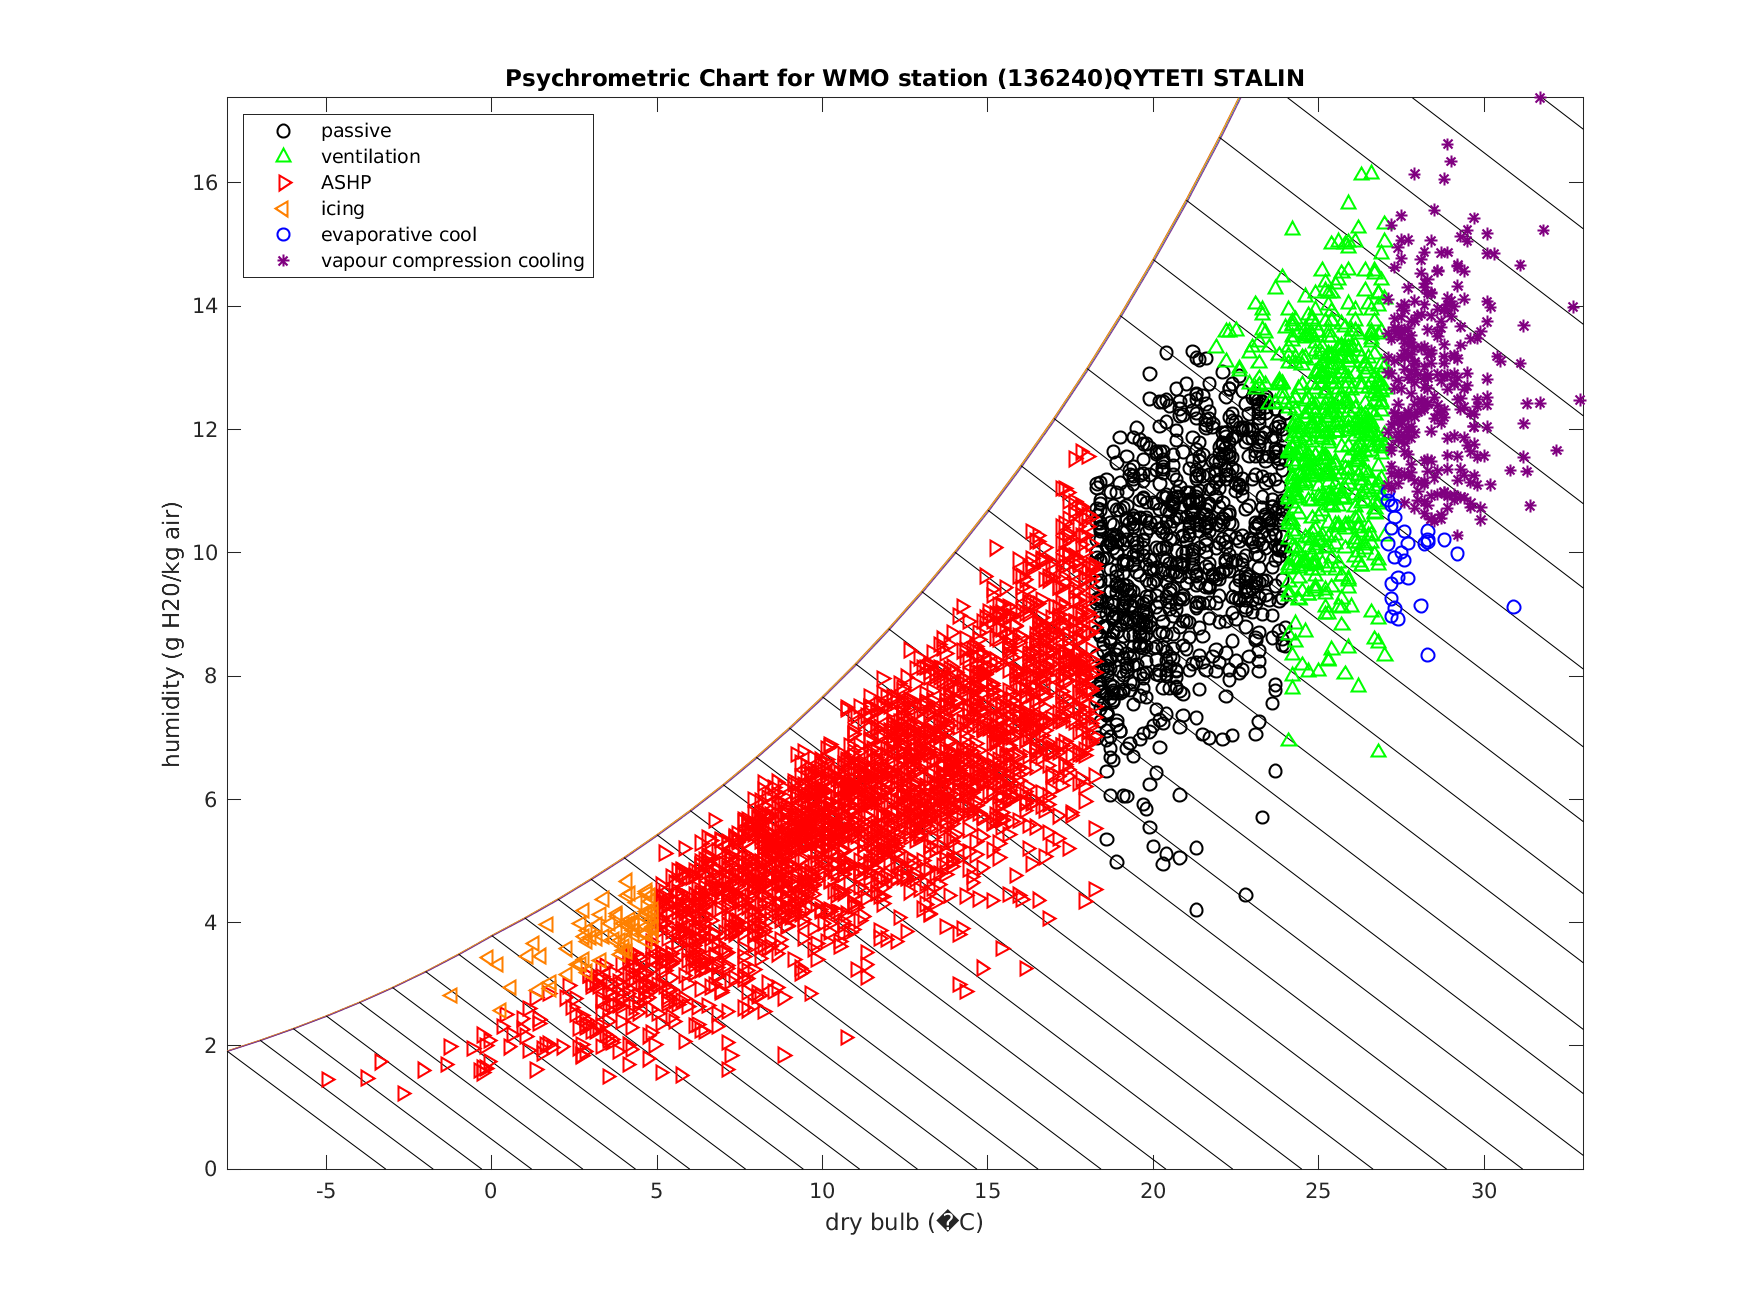 Psychrometric Chart for WMO station (136240)QYTETI STALIN
passive
ventilation
ASHP
icing
evaporative cool
vapour compression cooling
humidity (g H20/kg air)
16
14
12
10
8
6
4
2
0
-5 0 5 10 15 20 25 30
dry bulb (�C)